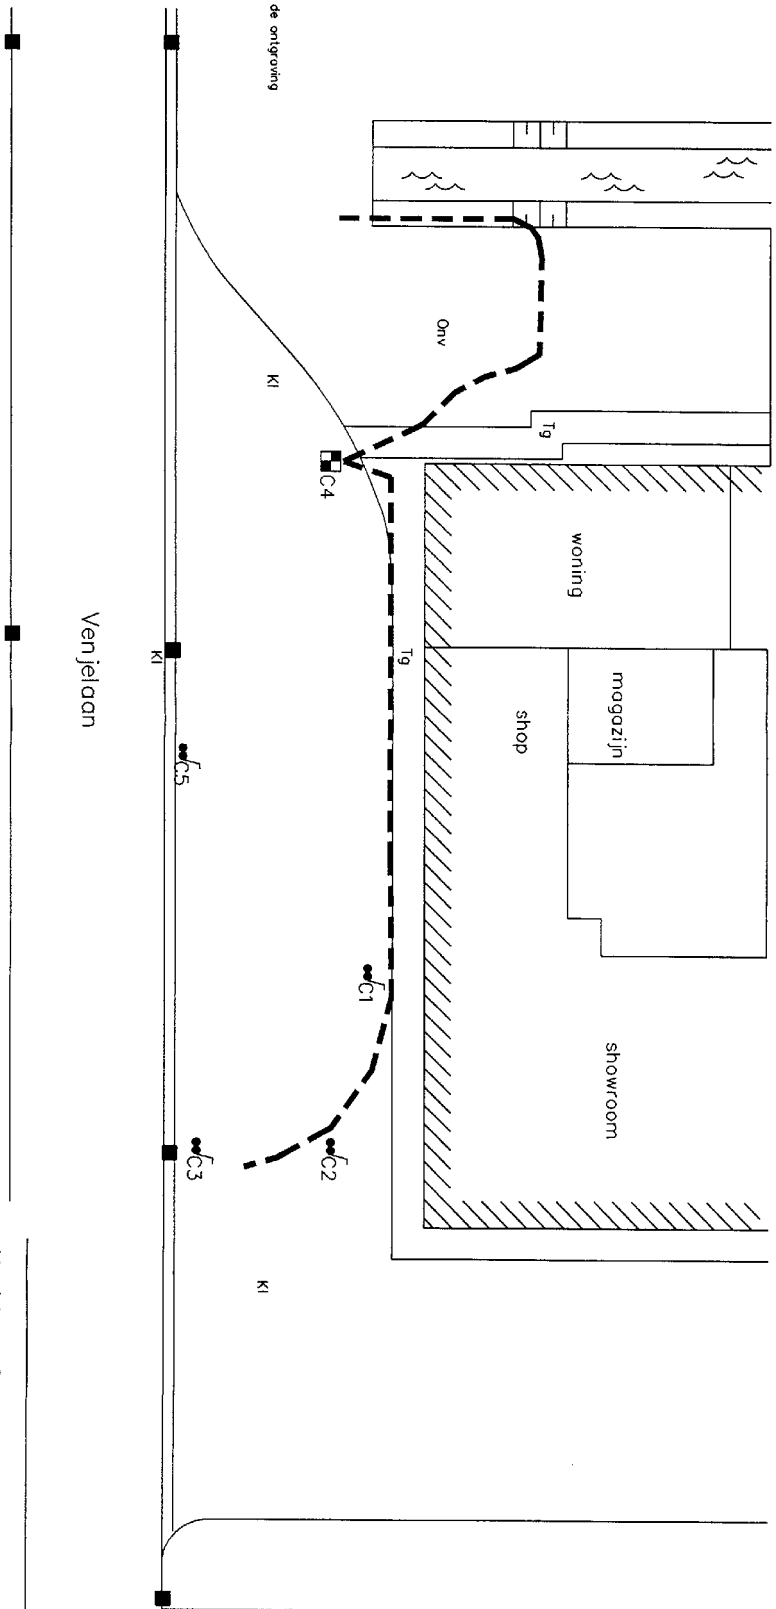 de ontgraving
Onv
Kl
Tg
C4
woning
Tg
Kl
Venjelaan
magazijn
shop
C5
C1
showroom
C2
C3
Kl